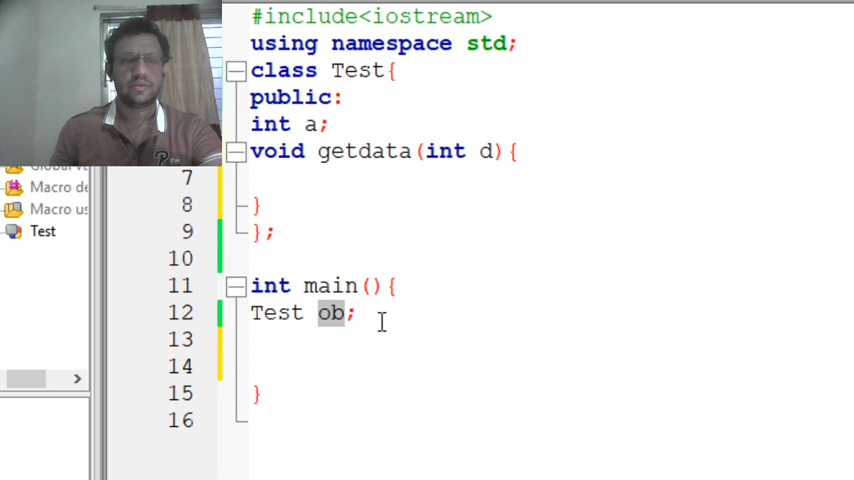 #include<iostream>
using namespace std;
class Test{
public:
int a;
void getdata(int d){
7
8 }
9 };
10
11 int main(){
12 Test ob;
13
14
15 }
16
Macro de
Macro us
Test